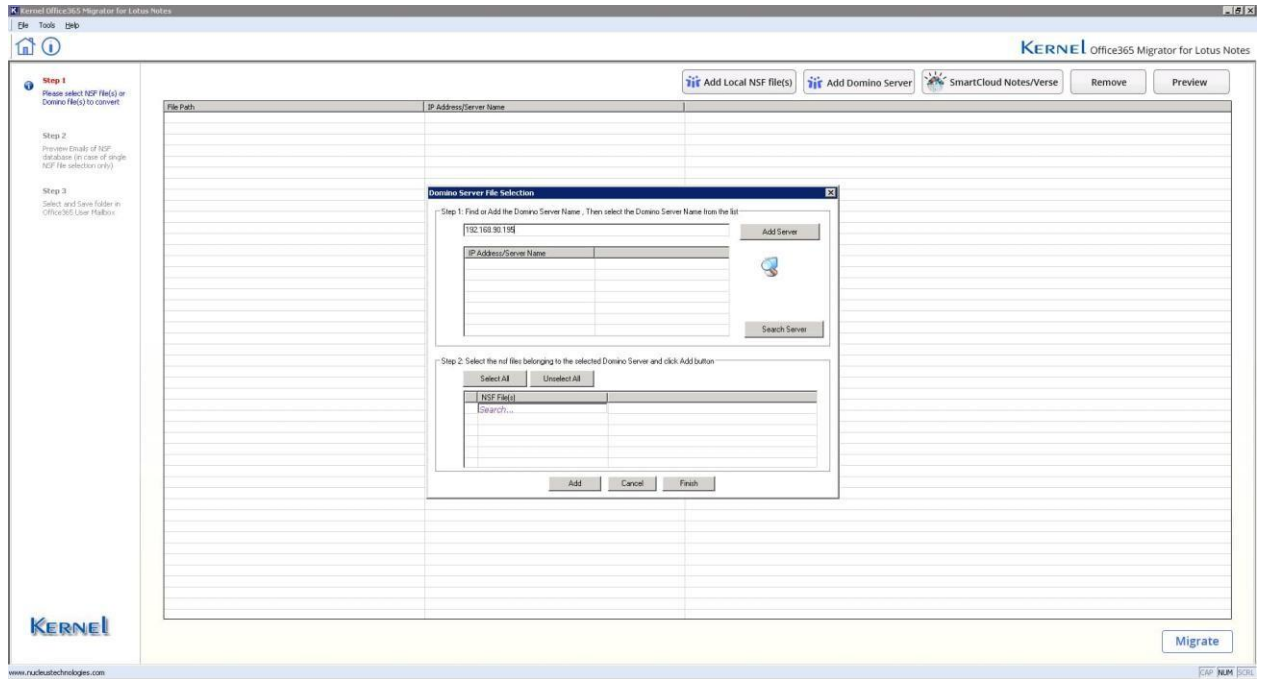 Kernel Office365 Migrator for Lotus Notes
File Tools Help
KERNEL Office365 Migrator for Lotus Notes
Step 1
Please select NSF file(s) or
Domino file(s) to convert
Step 2
Preview Emails of NSF
database (in case of single
NSF file selection only)
Step 3
Select and Save folder in
Office365 User Mailbox
Add Local NSF file(s) Add Domino Server SmartCloud Notes/Verse Remove Preview
File Path IP Address/Server Name
Domino Server File Selection
Step 1: Find or Add the Domino Server Name , Then select the Domino Server Name from the list
192.168.90.195 Add Server
IP Address/Server Name
Search Server
Step 2: Select the nsf files belonging to the selected Domino Server and click Add button
Select All Unselect All
NSF File(s)
Search...
Add Cancel Finish
KERNEL
Migrate
www.nucleustechnologies.com CAP NUM SCRL